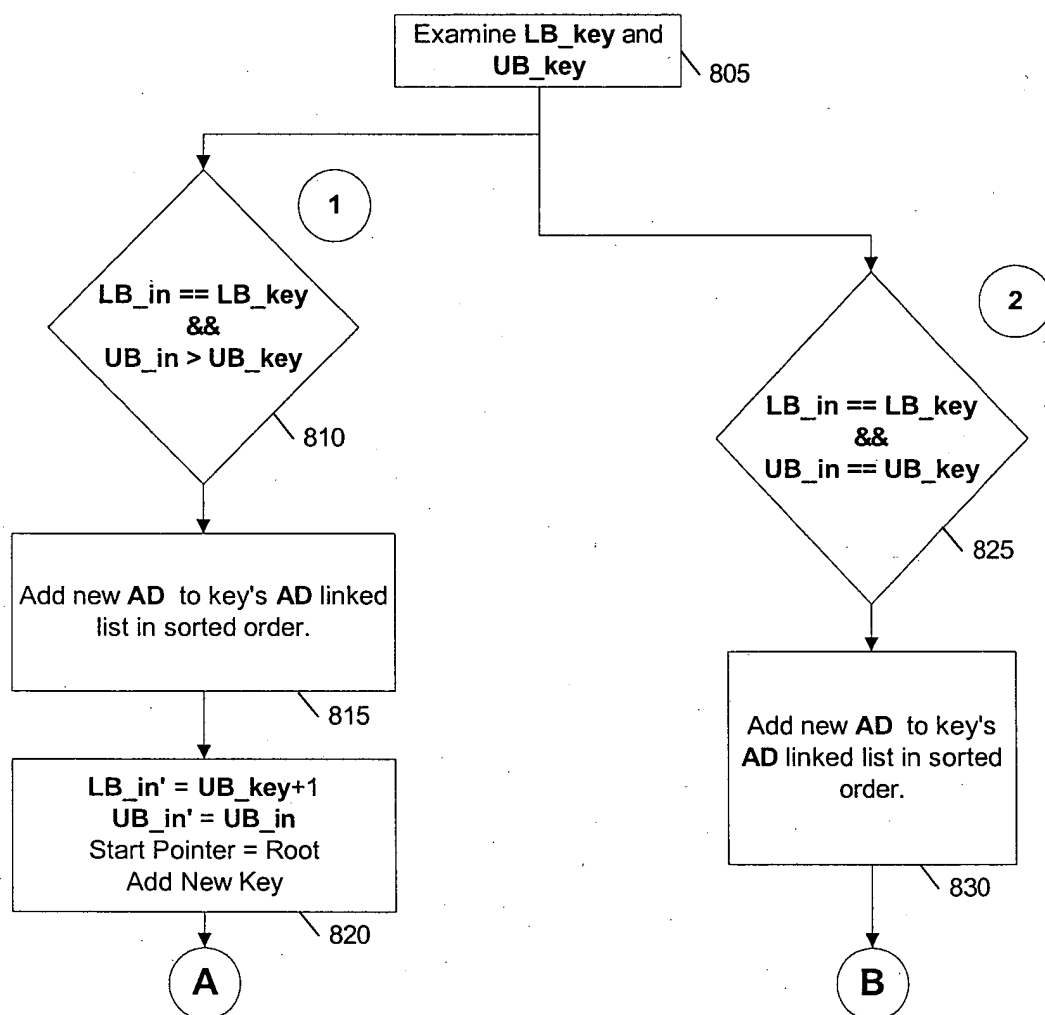 Examine LB_key and
UB_key
805
1
LB_in == LB_key
&&
UB_in > UB_key
810
2
LB_in == LB_key
&&
UB_in == UB_key
825
Add new AD to key's AD linked
list in sorted order.
815
Add new AD to key's
AD linked list in sorted
order.
830
LB_in' = UB_key+1
UB_in' = UB_in
Start Pointer = Root
Add New Key
820
A
B